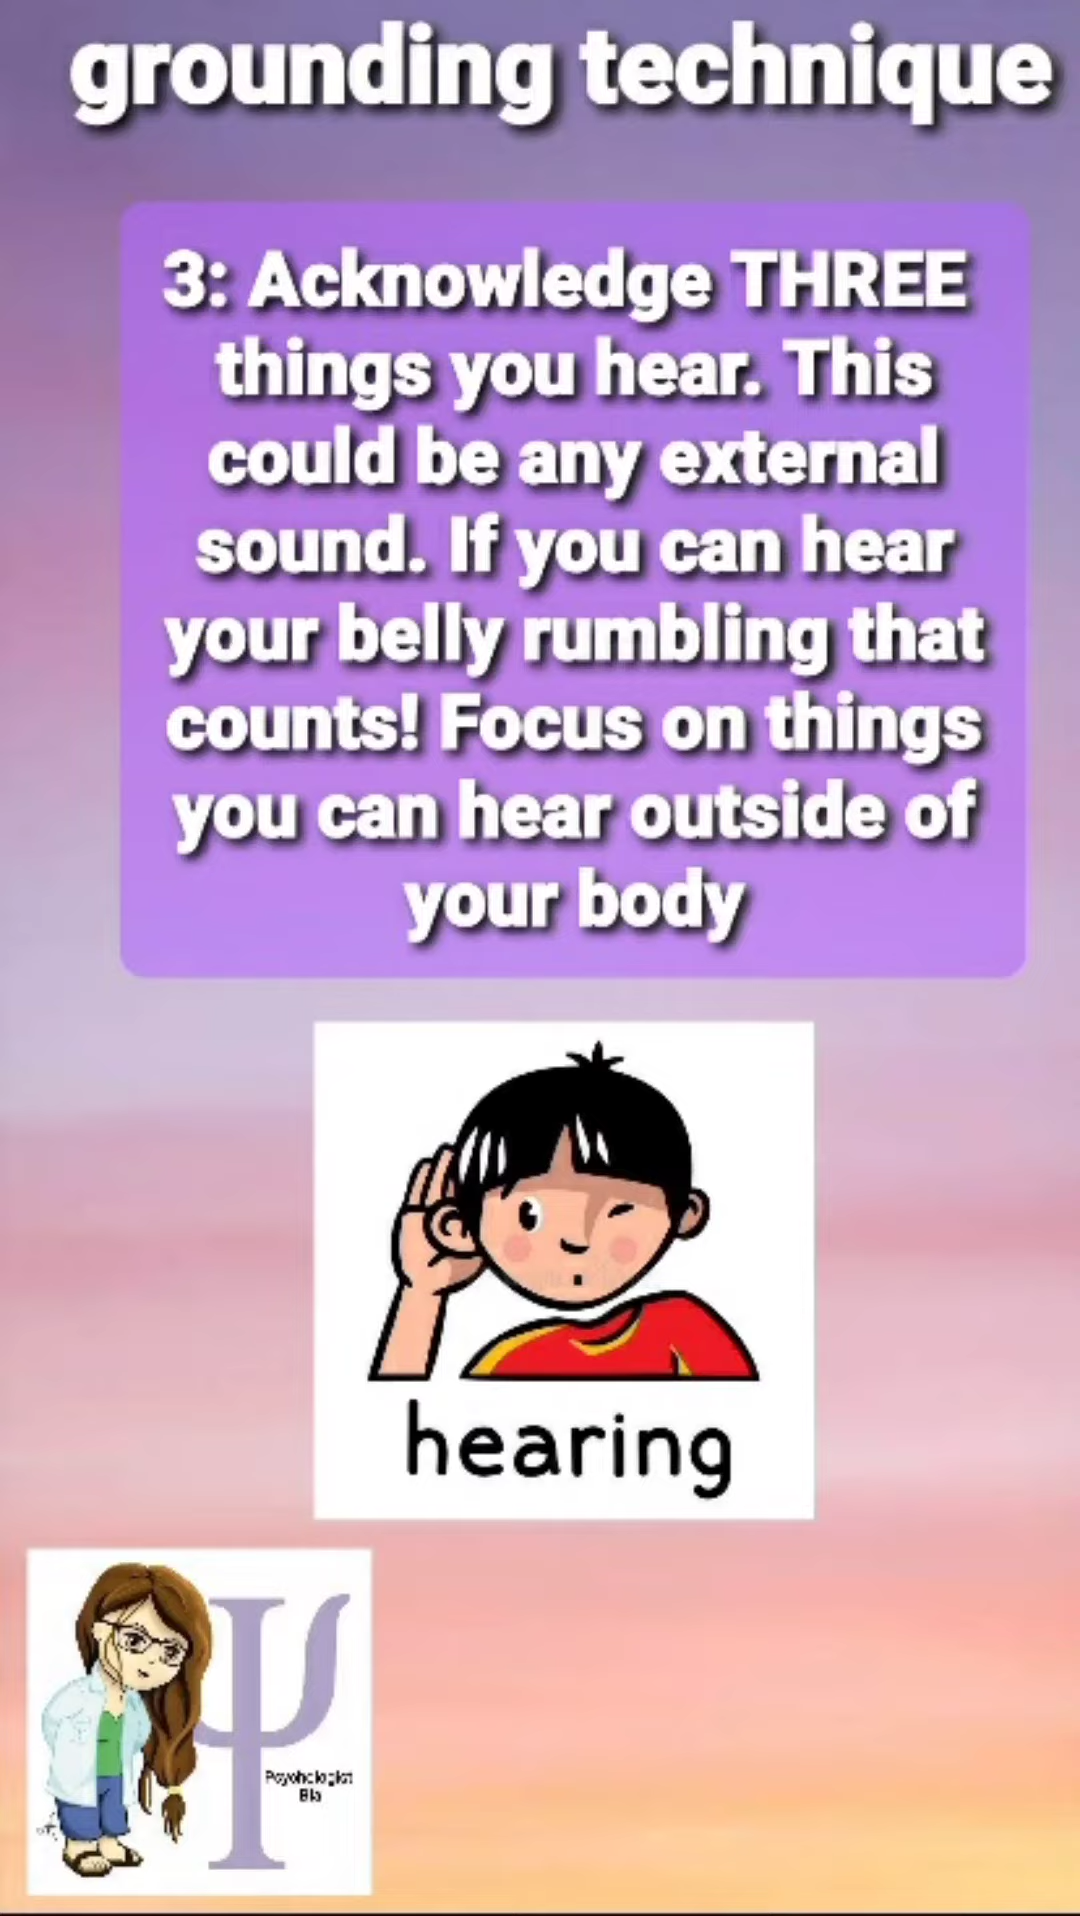 grounding technique
3: Acknowledge THREE
things you hear. This
could be any external
sound. If you can hear
your belly rumbling that
counts! Focus on things
you can hear outside of
your body
hearing
Psychologist
Bia